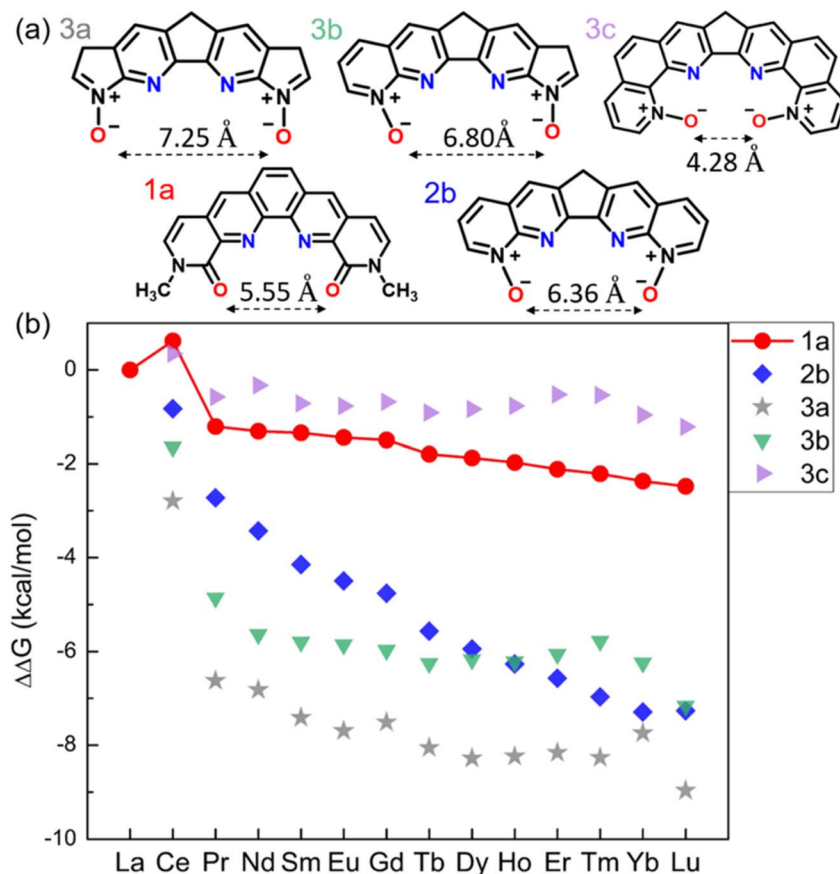 (a) 3a 3b 3c
N N N N N N
N⁺ ⁺N N⁺ ⁺N N⁺ ⁺N
O⁻ ⁻O O⁻ ⁻O O⁻ ⁻O
7.25 Å 6.80Å 4.28 Å
1a 2b
N N N N
N N N⁺ ⁺N
H₃C O O CH₃ O⁻ ⁻O
5.55 Å 6.36 Å
(b)
1a
2b
3a
3b
3c
ΔΔG (kcal/mol)
0
-2
-4
-6
-8
-10
La Ce Pr Nd Sm Eu Gd Tb Dy Ho Er Tm Yb Lu